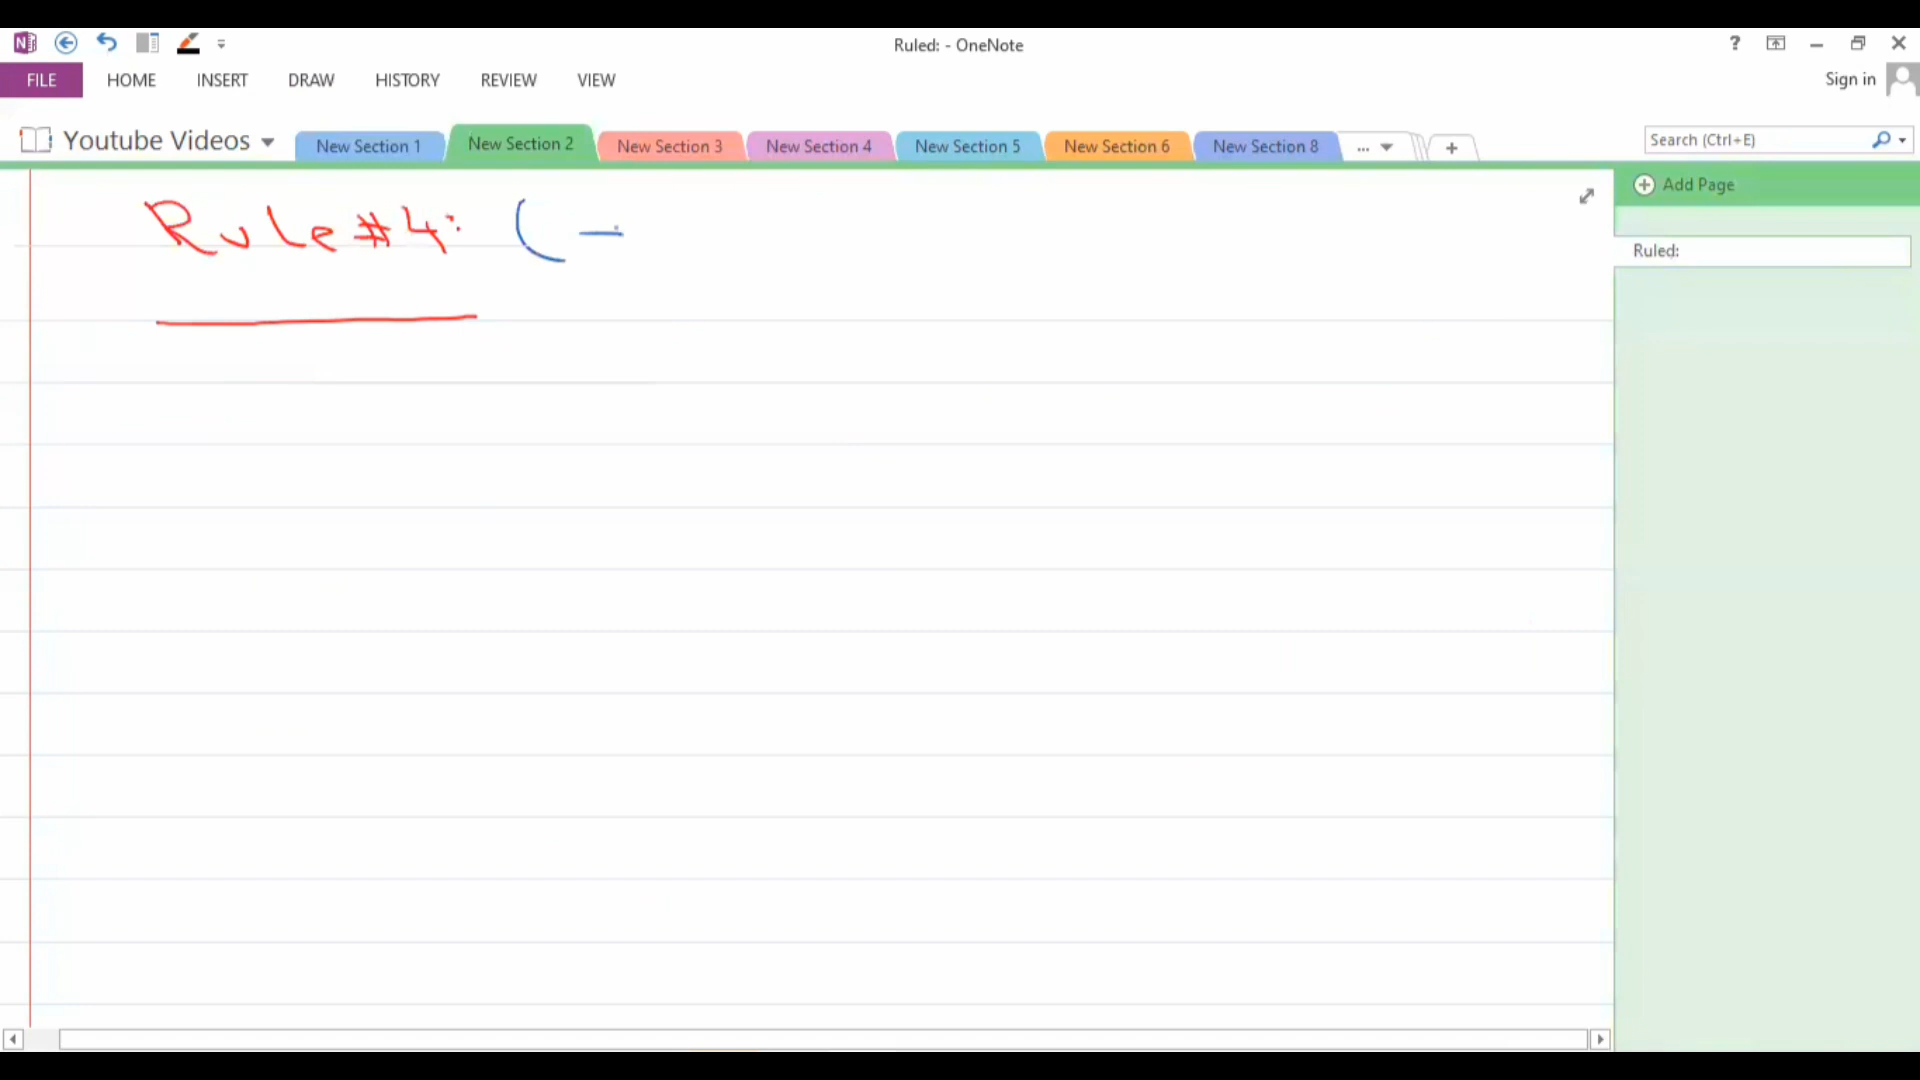 Ruled: - OneNote
?
FILE HOME INSERT DRAW HISTORY REVIEW VIEW
Sign in
Youtube Videos
New Section 1 New Section 2 New Section 3 New Section 4 New Section 5 New Section 6 New Section 8 ... +
Search (Ctrl+E)
Add Page
Ruled:
Rule #4: ( -